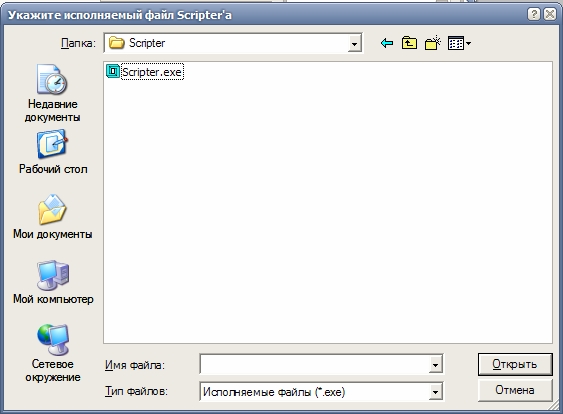 Укажите исполняемый файл Scripter'а
Папка: Scripter
Scripter.exe
Недавние
документы
Рабочий стол
Мои документы
Мой компьютер
Сетевое
окружение
Имя файла:
Открыть
Тип файлов: Исполняемые файлы (*.exe)
Отмена